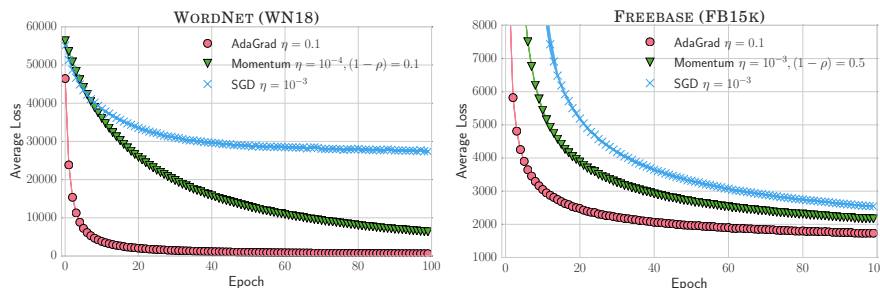 WORDNET (WN18)
AdaGrad η = 0.1
Momentum η = 10⁻⁴, (1 − ρ) = 0.1
SGD η = 10⁻³
Average Loss
60000
50000
40000
30000
20000
10000
0
0 20 40 60 80 100
Epoch
FREEBASE (FB15K)
AdaGrad η = 0.1
Momentum η = 10⁻³, (1 − ρ) = 0.5
SGD η = 10⁻³
Average Loss
8000
7000
6000
5000
4000
3000
2000
1000
0 20 40 60 80 100
Epoch